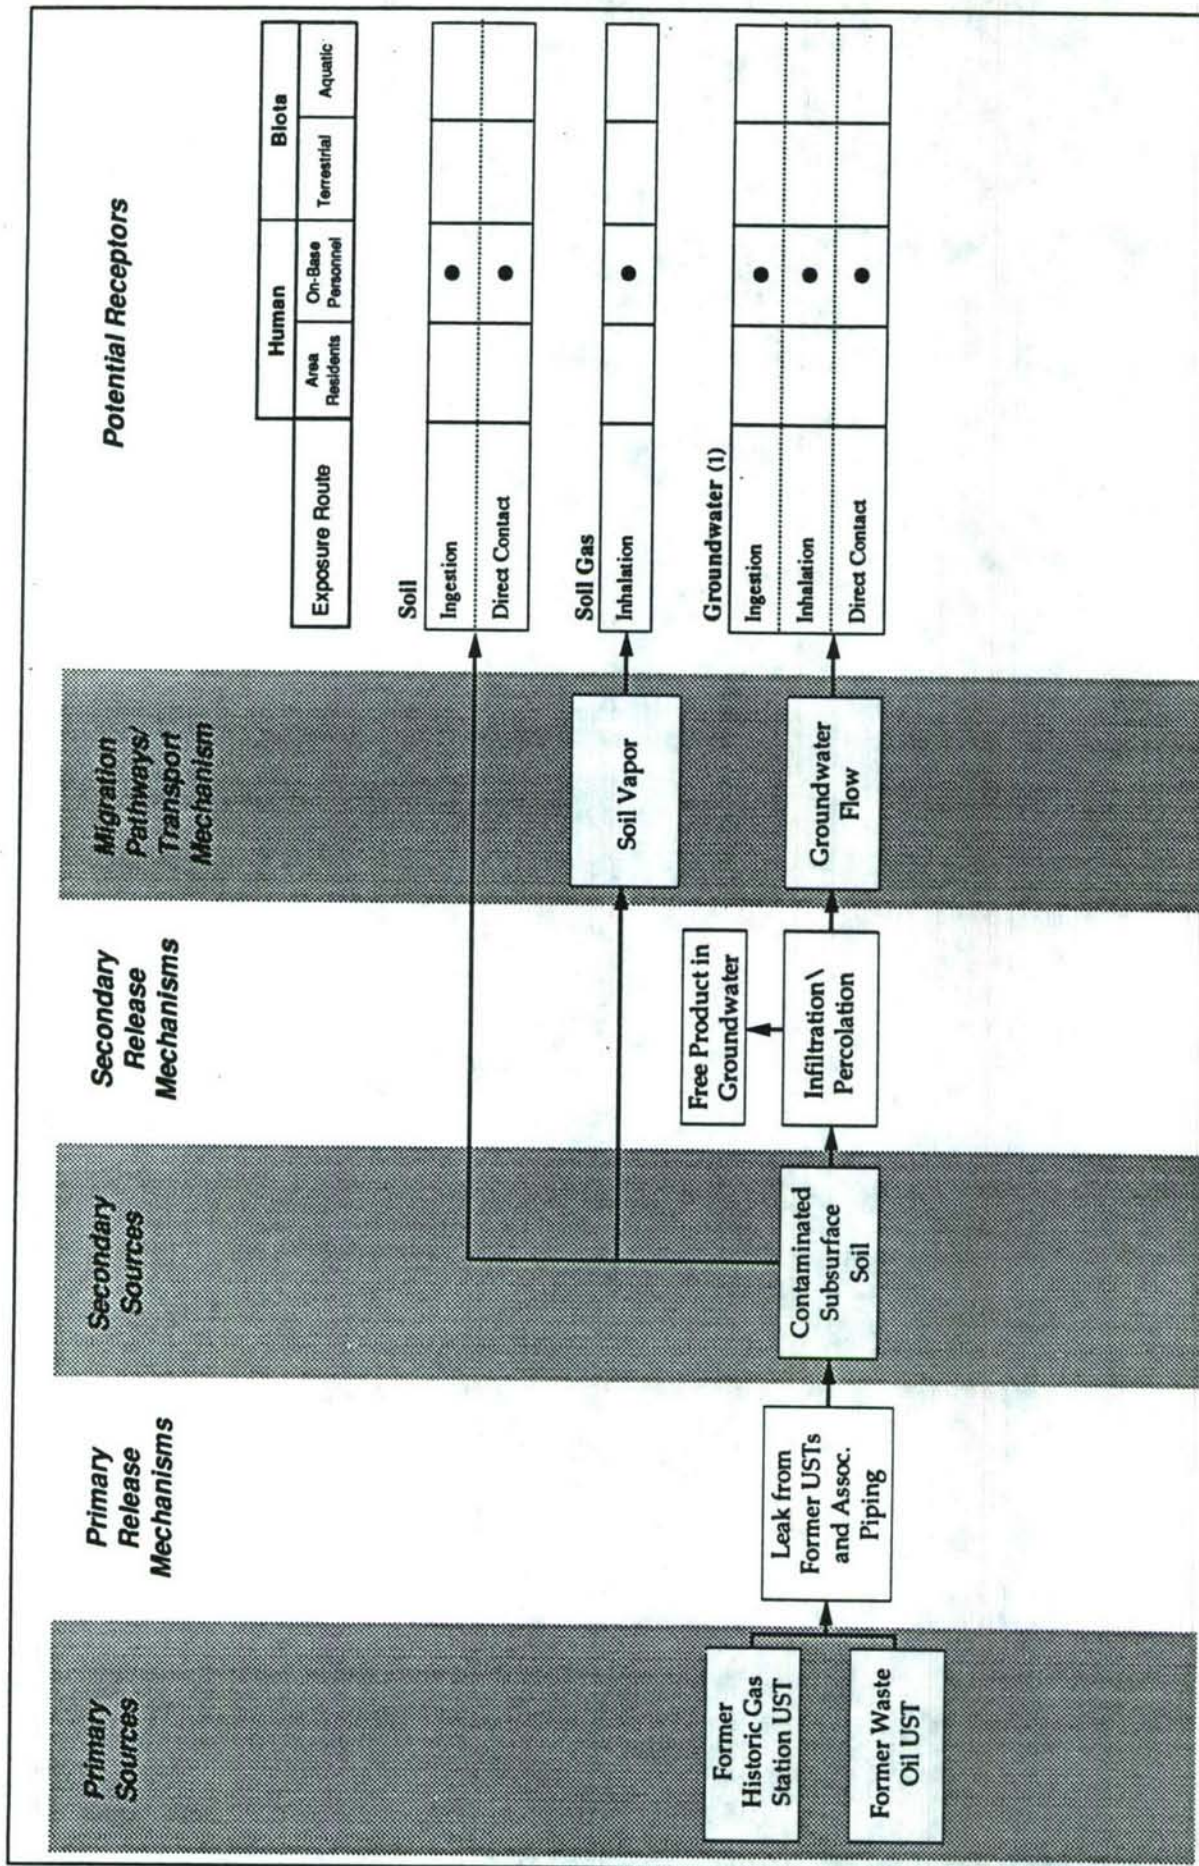 Primary
Sources
Primary
Release
Mechanisms
Secondary
Sources
Secondary
Release
Mechanisms
Migration
Pathways/
Transport
Mechanism
Potential Receptors
Former
Historic Gas
Station UST
Former Waste
Oil UST
Leak from
Former USTs
and Assoc.
Piping
Contaminated
Subsurface
Soil
Free Product in
Groundwater
Infiltration\
Percolation
Soil Vapor
Groundwater
Flow
Human
Biota
Exposure Route
Area
Residents
On-Base
Personnel
Terrestrial
Aquatic
Soil
Ingestion
Direct Contact
Soil Gas
Inhalation
Groundwater (1)
Ingestion
Inhalation
Direct Contact